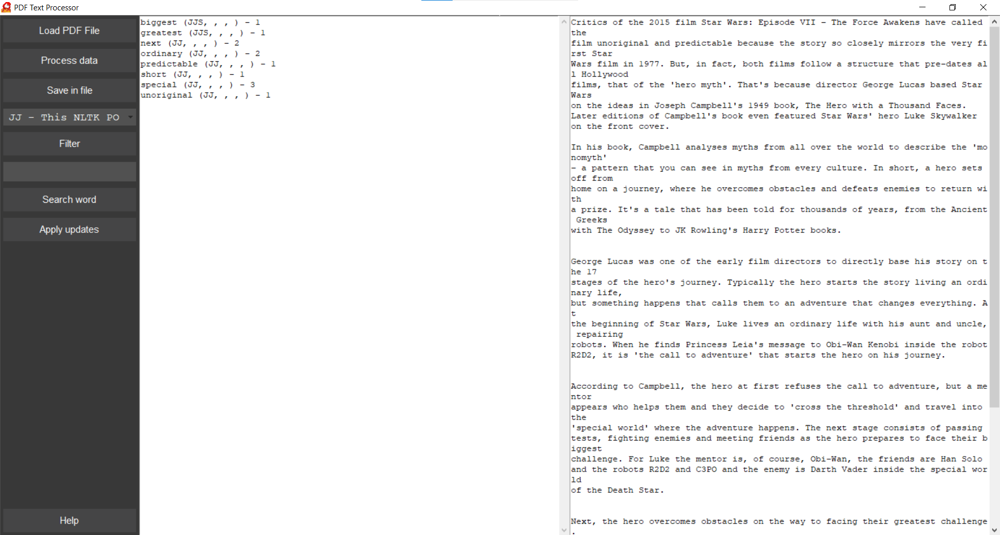 PDF Text Processor
Load PDF File
Process data
Save in file
JJ - This NLTK PO
Filter
Search word
Apply updates
Help
biggest (JJS, , , ) - 1
greatest (JJS, , , ) - 1
next (JJ, , , ) - 2
ordinary (JJ, , , ) - 2
predictable (JJ, , , ) - 1
short (JJ, , , ) - 1
special (JJ, , , ) - 3
unoriginal (JJ, , , ) - 1
Critics of the 2015 film Star Wars: Episode VII - The Force Awakens have called
the
film unoriginal and predictable because the story so closely mirrors the very fi
rst Star
Wars film in 1977. But, in fact, both films follow a structure that pre-dates al
l Hollywood
films, that of the 'hero myth'. That's because director George Lucas based Star
Wars
on the ideas in Joseph Campbell's 1949 book, The Hero with a Thousand Faces.
Later editions of Campbell's book even featured Star Wars' hero Luke Skywalker
on the front cover.
In his book, Campbell analyses myths from all over the world to describe the 'mo
nomyth'
- a pattern that you can see in myths from every culture. In short, a hero sets
off from
home on a journey, where he overcomes obstacles and defeats enemies to return wi
th
a prize. It's a tale that has been told for thousands of years, from the Ancient
Greeks
with The Odyssey to JK Rowling's Harry Potter books.
George Lucas was one of the early film directors to directly base his story on t
he 17
stages of the hero's journey. Typically the hero starts the story living an ordi
nary life,
but something happens that calls them to an adventure that changes everything. A
t
the beginning of Star Wars, Luke lives an ordinary life with his aunt and uncle,
repairing
robots. When he finds Princess Leia's message to Obi-Wan Kenobi inside the robot
R2D2, it is 'the call to adventure' that starts the hero on his journey.
According to Campbell, the hero at first refuses the call to adventure, but a me
ntor
appears who helps them and they decide to 'cross the threshold' and travel into
the
'special world' where the adventure happens. The next stage consists of passing
tests, fighting enemies and meeting friends as the hero prepares to face their b
iggest
challenge. For Luke the mentor is, of course, Obi-Wan, the friends are Han Solo
and the robots R2D2 and C3PO and the enemy is Darth Vader inside the special wor
ld
of the Death Star.
Next, the hero overcomes obstacles on the way to facing their greatest challenge
.